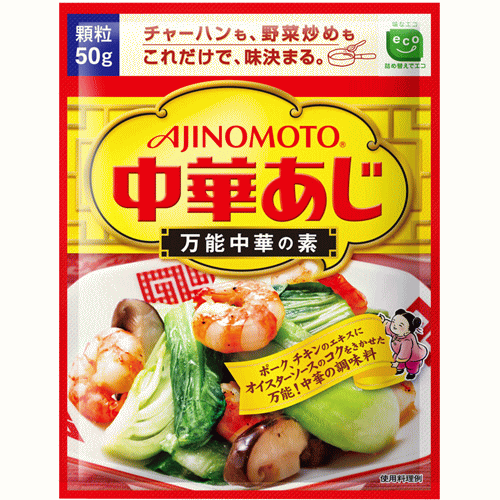 顆粒
50g
チャーハンも、野菜炒めも
これだけで、味決まる。
味なエコ
eco
詰め替えでエコ
AJINOMOTO®
中華あじ
万能中華の素
ポーク、チキンのエキスに
オイスターソースのコクをきかせた
万能!中華の調味料
使用料理例